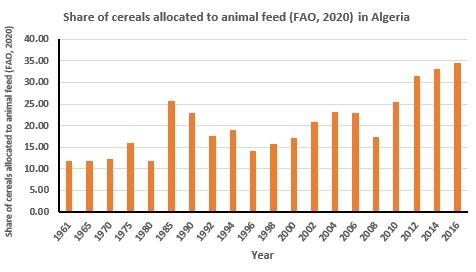 Share of cereals allocated to animal feed (FAO, 2020) in Algeria
Share of cereals allocated to animal feed (FAO, 2020)
40.00
35.00
30.00
25.00
20.00
15.00
10.00
5.00
0.00
1961 1965 1970 1975 1980 1985 1990 1992 1994 1996 1998 2000 2002 2004 2006 2008 2010 2012 2014 2016
Year